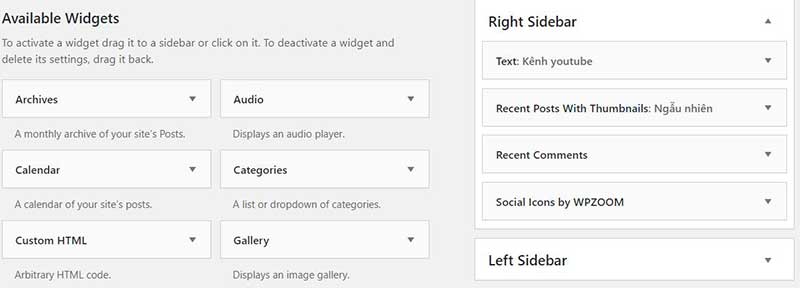 Available Widgets
To activate a widget drag it to a sidebar or click on it. To deactivate a widget and
delete its settings, drag it back.
Archives
Audio
A monthly archive of your site's Posts.
Displays an audio player.
Calendar
Categories
A calendar of your site's posts.
A list or dropdown of categories.
Custom HTML
Gallery
Arbitrary HTML code.
Displays an image gallery.
Right Sidebar
Text: Kênh youtube
Recent Posts With Thumbnails: Ngẫu nhiên
Recent Comments
Social Icons by WPZOOM
Left Sidebar